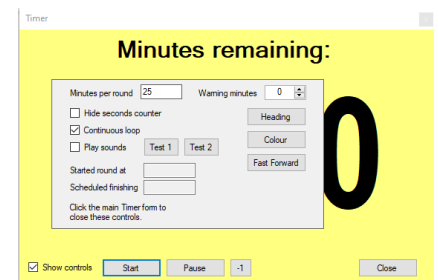 Timer
Minutes remaining:
Minutes per round 25 Warning minutes 0
Hide seconds counter Heading
Continuous loop Colour
Play sounds Test 1 Test 2
Fast Forward
Started round at
Scheduled finishing
Click the main Timer form to
close these controls.
0
Show controls Start Pause -1 Close